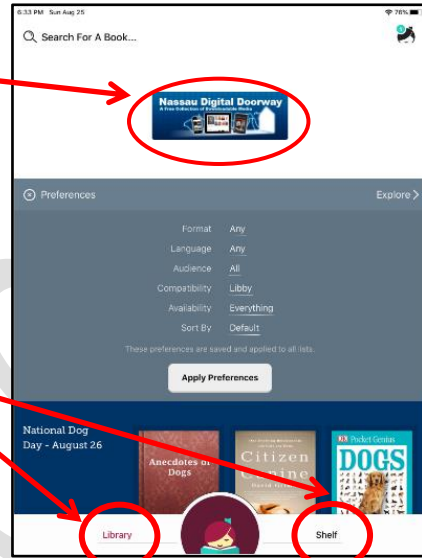 6:33 PM Sun Aug 25
76%
Search For A Book...
Nassau Digital Doorway
A Free Collection of Downloadable Media
Preferences
Explore
Format Any
Language Any
Audience All
Compatibility Libby
Availability Everything
Sort By Default
These preferences are saved and applied to all lists.
Apply Preferences
National Dog
Day - August 26
Anecdotes of
Dogs
Citizen
Canine
DK Pocket Genius
DOGS
Library
Shelf